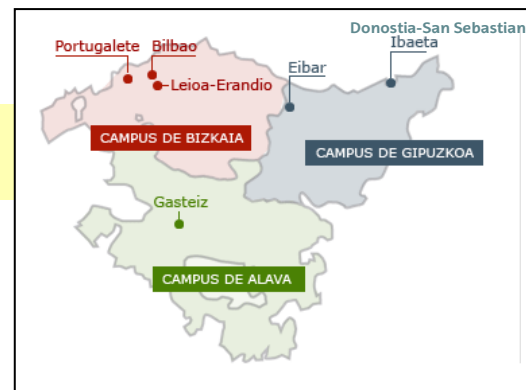 Donostia-San Sebastian
Portugalete Bilbao Ibaeta
Eibar
Leioa-Erandio
CAMPUS DE BIZKAIA
CAMPUS DE GIPUZKOA
Gasteiz
CAMPUS DE ALAVA